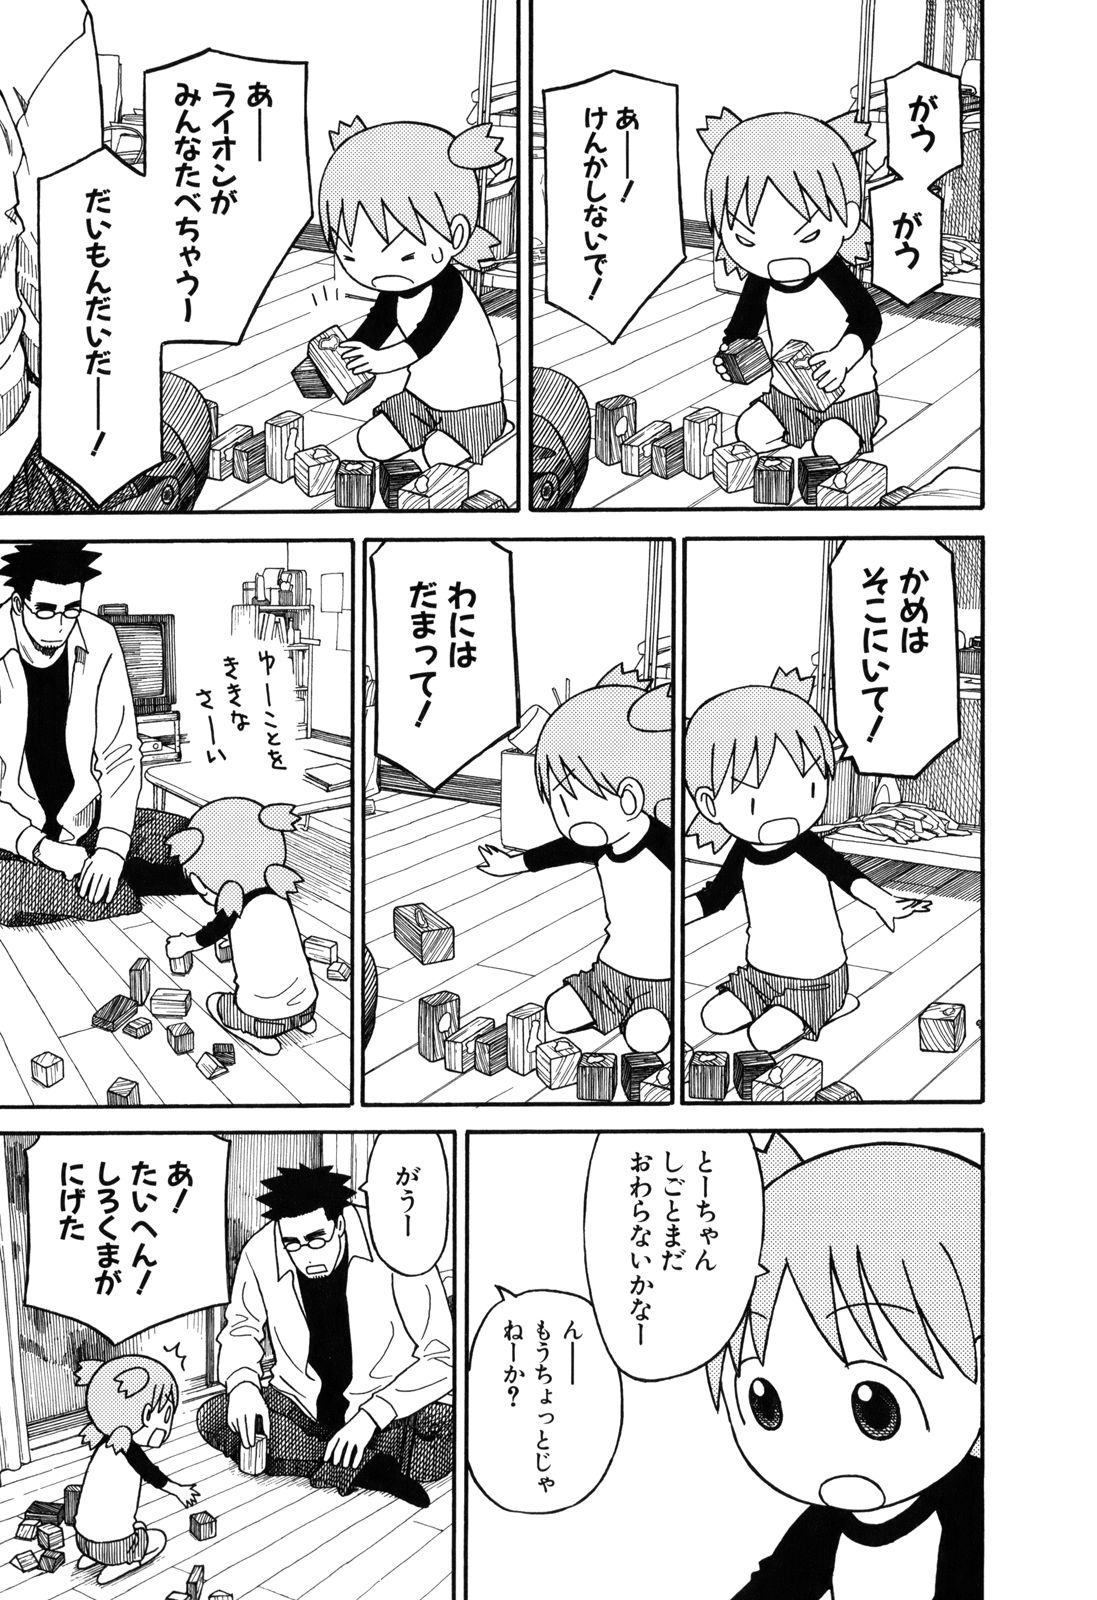 がう
がう
あーー！
けんかしないで！
あーー
ライオンが
みんなたべちゃうー
だいもんだいだーー！
かめは
そこにいて！
わには
だまって！
ゆーことを
ききな
さーい
とーちゃん
しごとまだ
おわらないかなー
んーー
もうちょっとじゃ
ねーか？
がうー
あ！
たいへん！
しろくまが
にげた